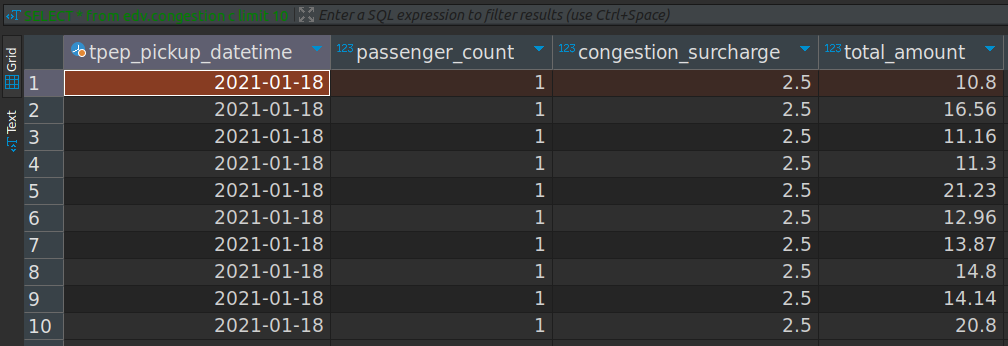 SELECT * from edv.congestion c limit 10 Enter a SQL expression to filter results (use Ctrl+Space)
Grid
Text
tpep_pickup_datetime 123 passenger_count 123 congestion_surcharge 123 total_amount
1 2021-01-18 1 2.5 10.8
2 2021-01-18 1 2.5 16.56
3 2021-01-18 1 2.5 11.16
4 2021-01-18 1 2.5 11.3
5 2021-01-18 1 2.5 21.23
6 2021-01-18 1 2.5 12.96
7 2021-01-18 1 2.5 13.87
8 2021-01-18 1 2.5 14.8
9 2021-01-18 1 2.5 14.14
10 2021-01-18 1 2.5 20.8